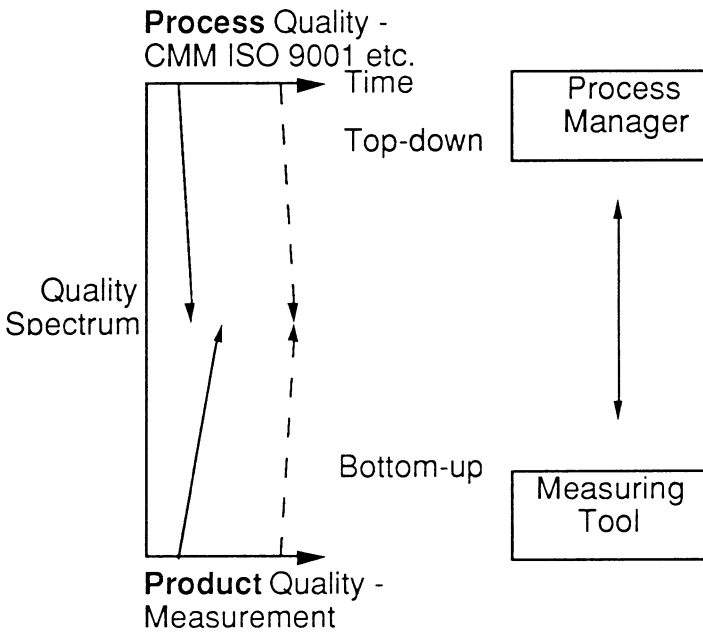 Process Quality -
CMM ISO 9001 etc.
Time
Top-down
Process
Manager
Quality
Spectrum
Bottom-up
Measuring
Tool
Product Quality -
Measurement